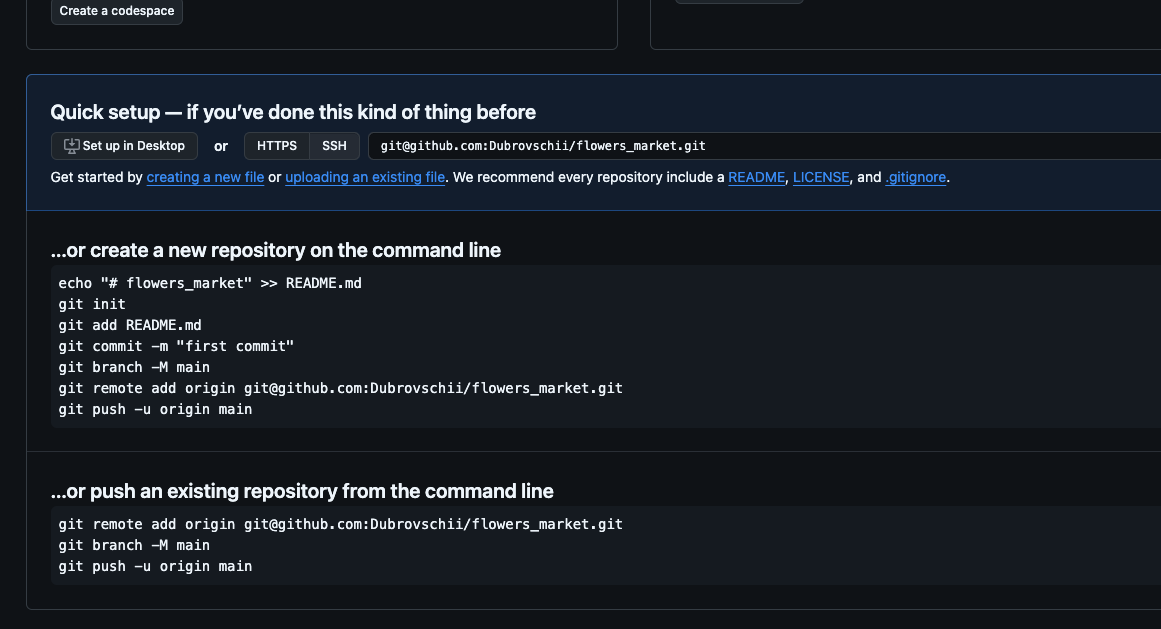 Create a codespace
Quick setup — if you've done this kind of thing before
Set up in Desktop or HTTPS SSH git@github.com:Dubrovschii/flowers_market.git
Get started by creating a new file or uploading an existing file. We recommend every repository include a README, LICENSE, and .gitignore.
...or create a new repository on the command line
echo "# flowers_market" >> README.md
git init
git add README.md
git commit -m "first commit"
git branch -M main
git remote add origin git@github.com:Dubrovschii/flowers_market.git
git push -u origin main
...or push an existing repository from the command line
git remote add origin git@github.com:Dubrovschii/flowers_market.git
git branch -M main
git push -u origin main